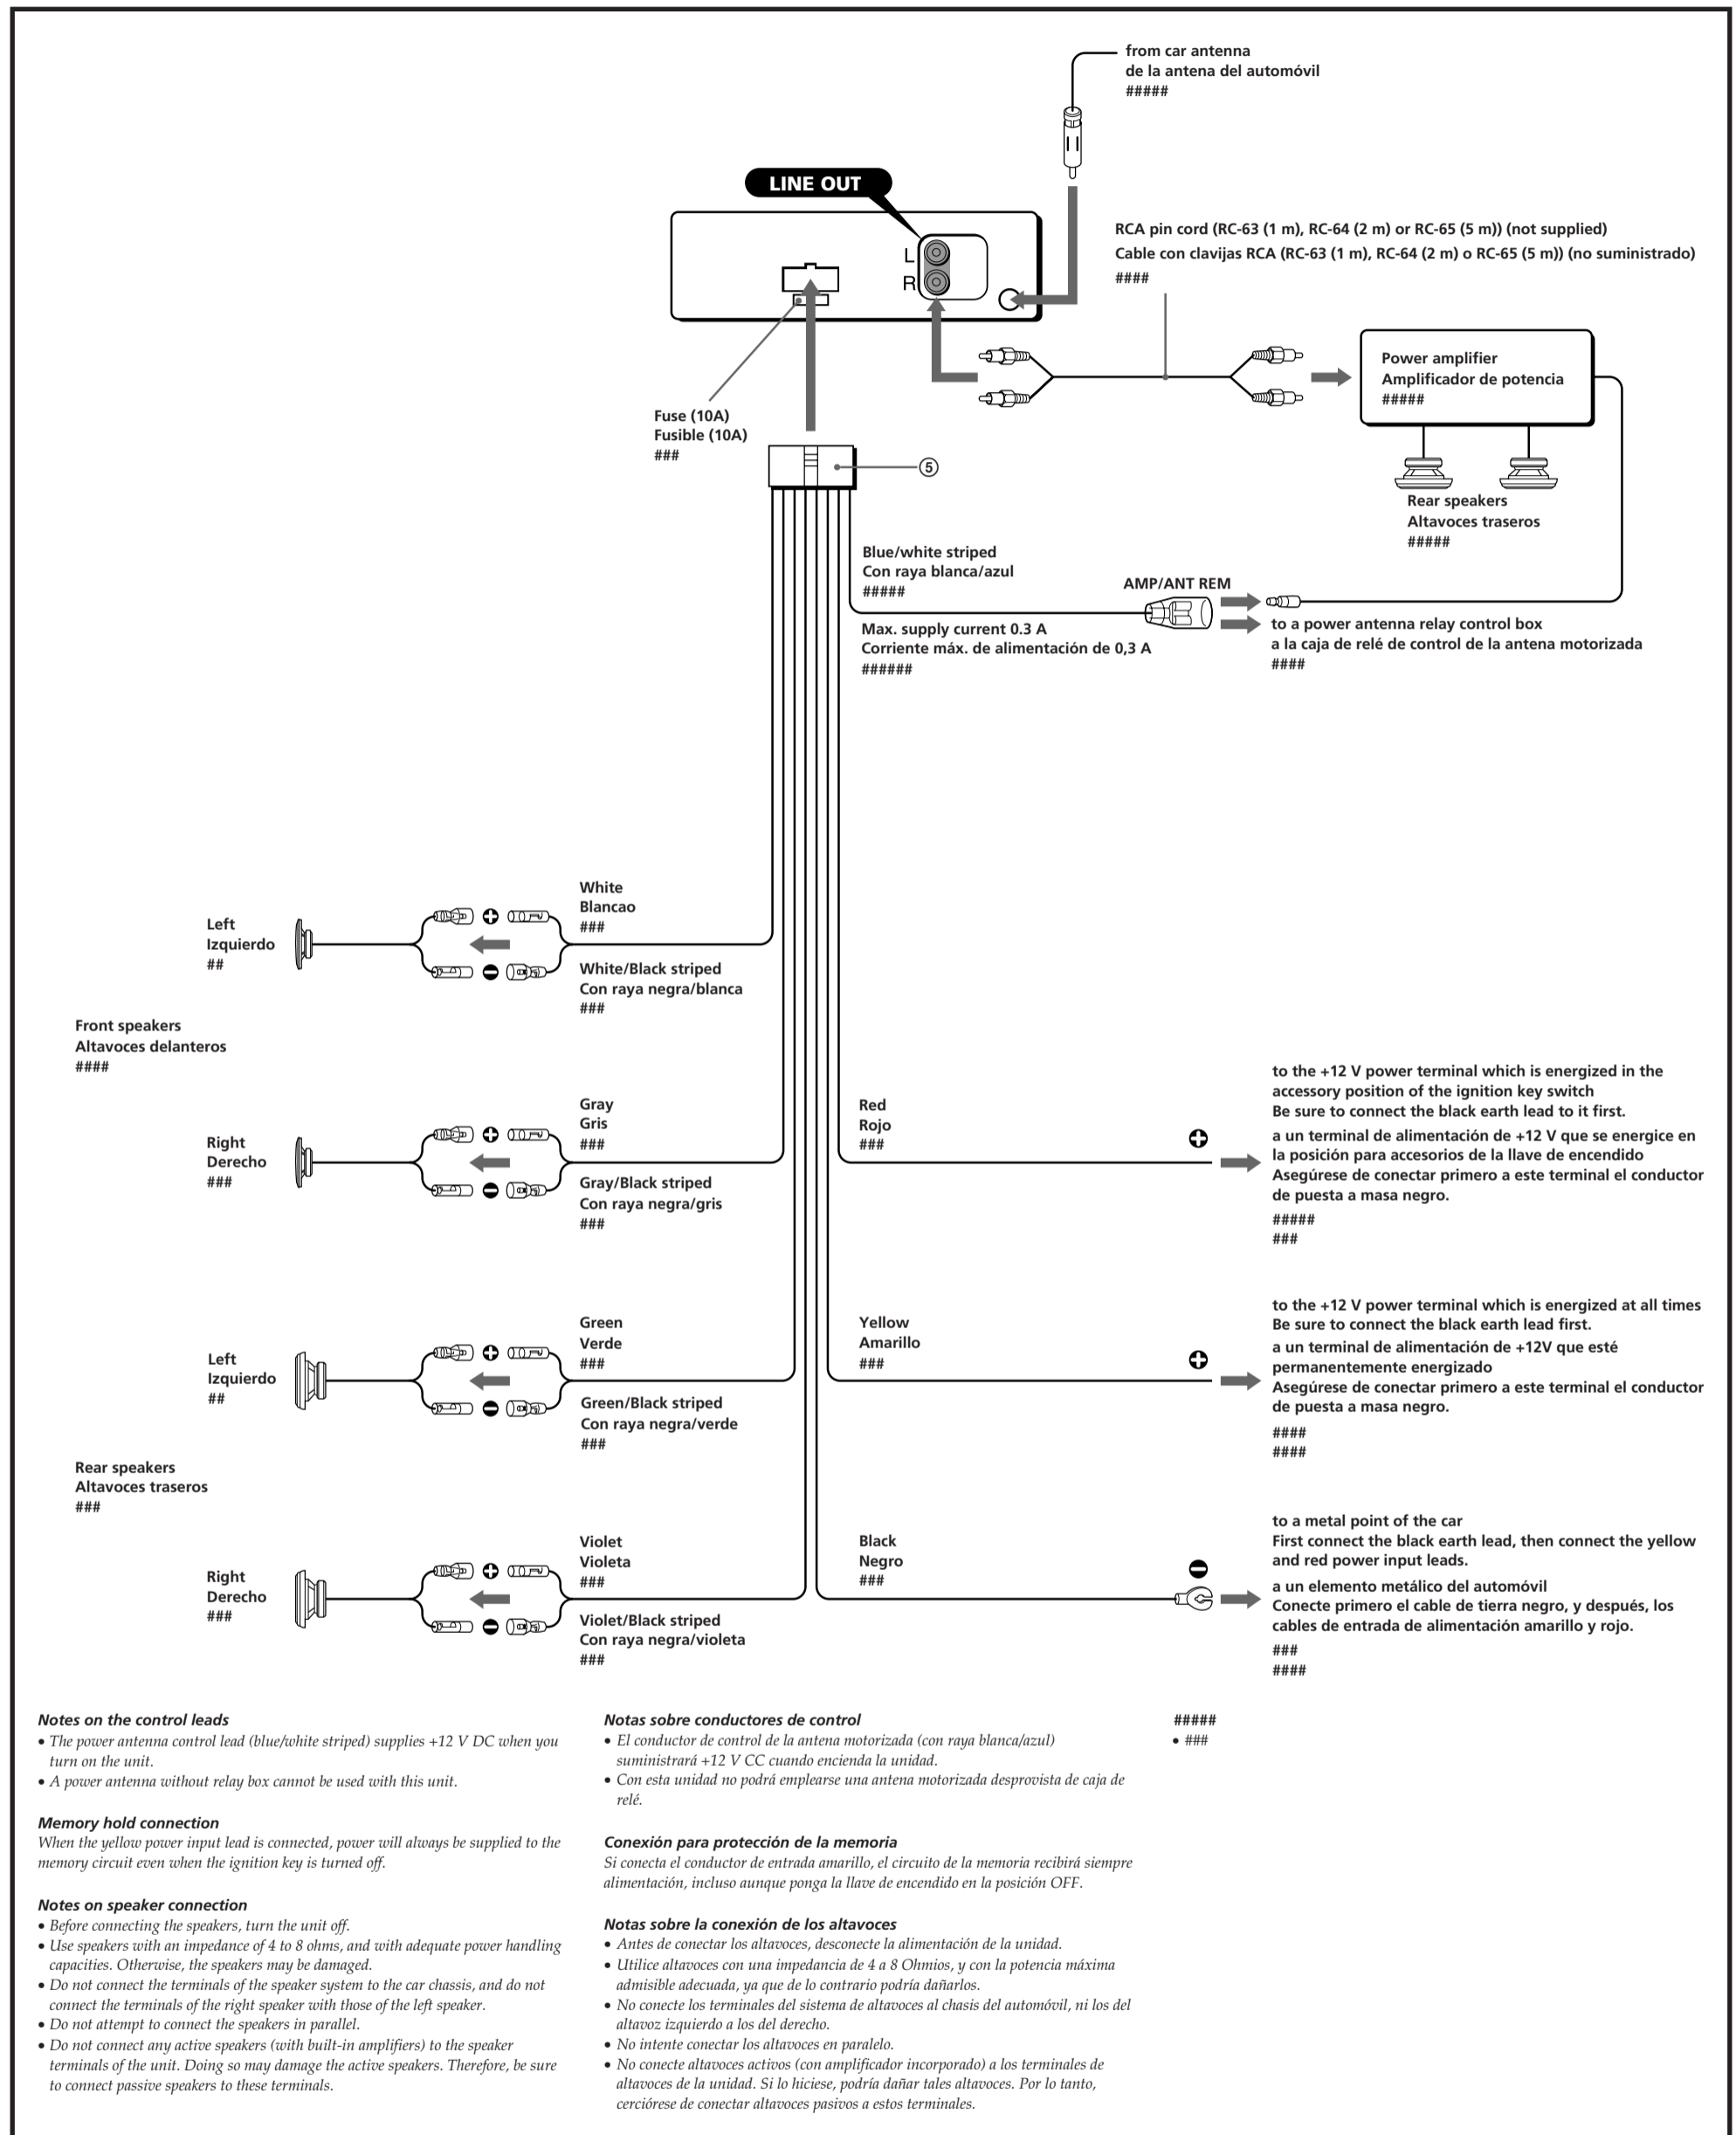 from car antenna
de la antena del automóvil
#####
LINE OUT
L
R
RCA pin cord (RC-63 (1 m), RC-64 (2 m) or RC-65 (5 m)) (not supplied)
Cable con clavijas RCA (RC-63 (1 m), RC-64 (2 m) o RC-65 (5 m)) (no suministrado)
####
Power amplifier
Amplificador de potencia
#####
Fuse (10A)
Fusible (10A)
###
⑤
Rear speakers
Altavoces traseros
#####
Blue/white striped
Con raya blanca/azul
#####
AMP/ANT REM
Max. supply current 0.3 A
Corriente máx. de alimentación de 0,3 A
######
to a power antenna relay control box
a la caja de relé de control de la antena motorizada
####
White
Blancao
###
Left
Izquierdo
##
White/Black striped
Con raya negra/blanca
###
Front speakers
Altavoces delanteros
####
Gray
Gris
###
Right
Derecho
###
Gray/Black striped
Con raya negra/gris
###
Red
Rojo
###
to the +12 V power terminal which is energized in the
accessory position of the ignition key switch
Be sure to connect the black earth lead to it first.
a un terminal de alimentación de +12 V que se energice en
la posición para accesorios de la llave de encendido
Asegúrese de conectar primero a este terminal el conductor
de puesta a masa negro.
#####
###
Green
Verde
###
Left
Izquierdo
##
Green/Black striped
Con raya negra/verde
###
Yellow
Amarillo
###
to the +12 V power terminal which is energized at all times
Be sure to connect the black earth lead first.
a un terminal de alimentación de +12V que esté
permanentemente energizado
Asegúrese de conectar primero a este terminal el conductor
de puesta a masa negro.
####
####
Rear speakers
Altavoces traseros
###
Violet
Violeta
###
Right
Derecho
###
Violet/Black striped
Con raya negra/violeta
###
Black
Negro
###
to a metal point of the car
First connect the black earth lead, then connect the yellow
and red power input leads.
a un elemento metálico del automóvil
Conecte primero el cable de tierra negro, y después, los
cables de entrada de alimentación amarillo y rojo.
###
####
Notes on the control leads
• The power antenna control lead (blue/white striped) supplies +12 V DC when you
turn on the unit.
• A power antenna without relay box cannot be used with this unit.
Memory hold connection
When the yellow power input lead is connected, power will always be supplied to the
memory circuit even when the ignition key is turned off.
Notes on speaker connection
• Before connecting the speakers, turn the unit off.
• Use speakers with an impedance of 4 to 8 ohms, and with adequate power handling
capacities. Otherwise, the speakers may be damaged.
• Do not connect the terminals of the speaker system to the car chassis, and do not
connect the terminals of the right speaker with those of the left speaker.
• Do not attempt to connect the speakers in parallel.
• Do not connect any active speakers (with built-in amplifiers) to the speaker
terminals of the unit. Doing so may damage the active speakers. Therefore, be sure
to connect passive speakers to these terminals.
Notas sobre conductores de control
• El conductor de control de la antena motorizada (con raya blanca/azul)
suministrará +12 V CC cuando encienda la unidad.
• Con esta unidad no podrá emplearse una antena motorizada desprovista de caja de
relé.
Conexión para protección de la memoria
Si conecta el conductor de entrada amarillo, el circuito de la memoria recibirá siempre
alimentación, incluso aunque ponga la llave de encendido en la posición OFF.
Notas sobre la conexión de los altavoces
• Antes de conectar los altavoces, desconecte la alimentación de la unidad.
• Utilice altavoces con una impedancia de 4 a 8 Ohmios, y con la potencia máxima
admisible adecuada, ya que de lo contrario podría dañarlos.
• No conecte los terminales del sistema de altavoces al chasis del automóvil, ni los del
altavoz izquierdo a los del derecho.
• No intente conectar los altavoces en paralelo.
• No conecte altavoces activos (con amplificador incorporado) a los terminales de
altavoces de la unidad. Si lo hiciese, podría dañar tales altavoces. Por lo tanto,
cerciórese de conectar altavoces pasivos a estos terminales.
#####
• ###